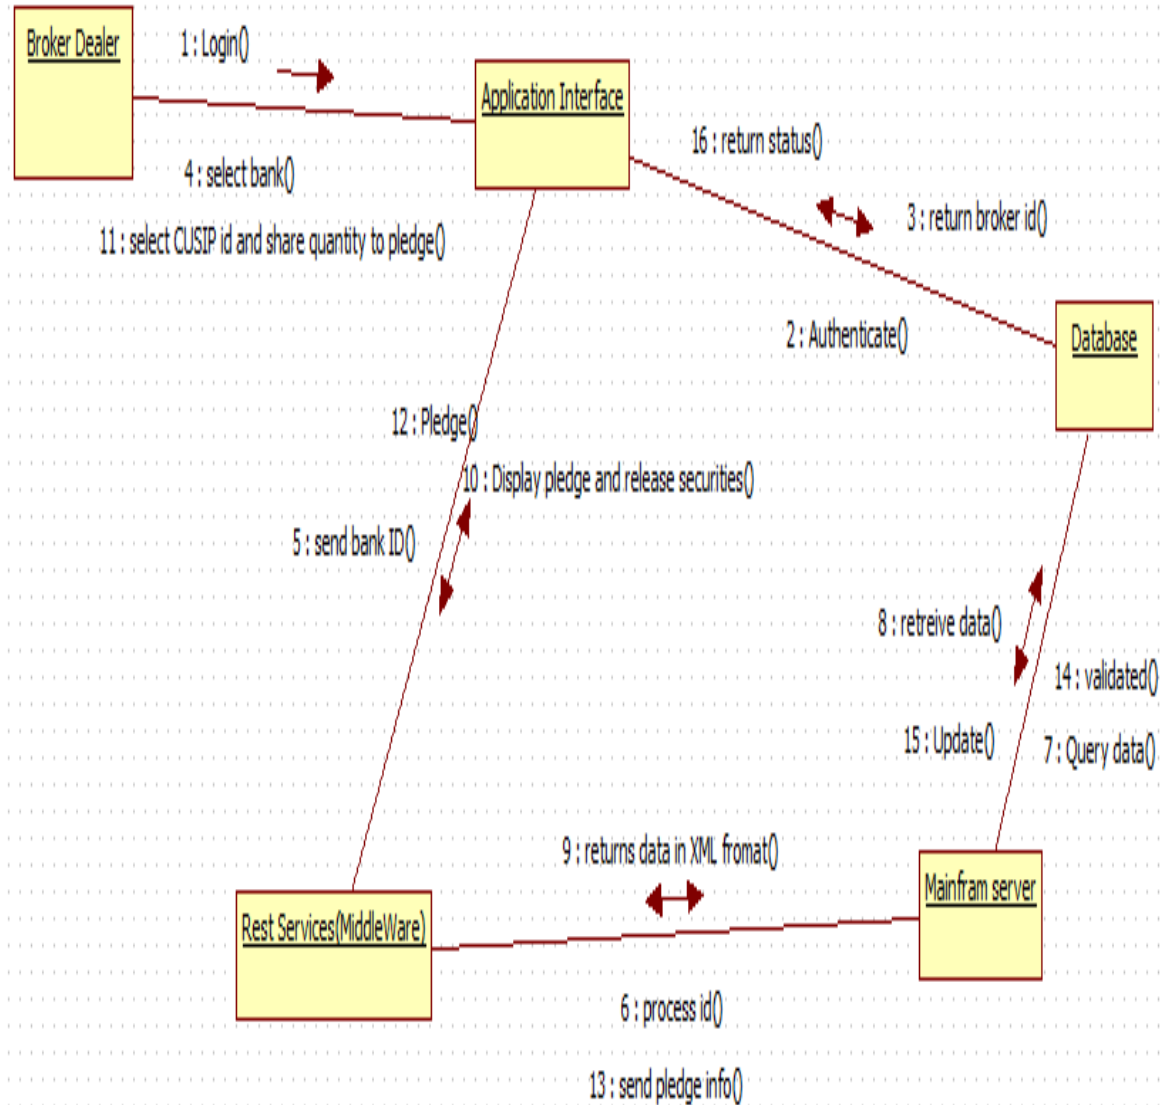 Broker Dealer
1 : Login()
Application Interface
16 : return status()
4 : select bank()
3 : return broker id()
11 : select CUSIP id and share quantity to pledge()
2 : Authenticate()
Database
12 : Pledge()
10 : Display pledge and release securities()
5 : send bank ID()
8 : retreive data()
14 : validated()
15 : Update()
7 : Query data()
9 : returns data in XML fromat()
Mainfram server
Rest Services(MiddleWare)
6 : process id()
13 : send pledge info()